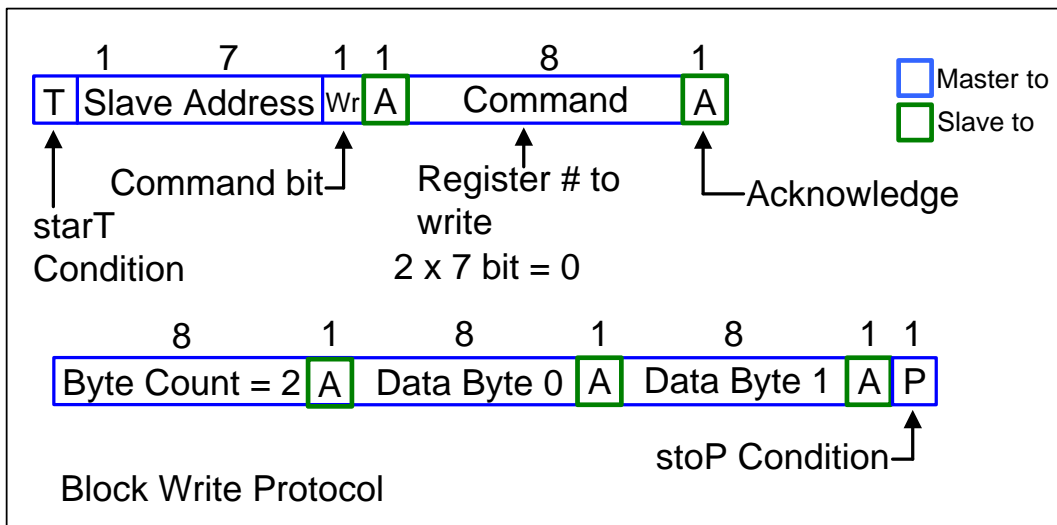 1 7 1 1 8 1
T Slave Address Wr A Command A
Master to
Slave to
Command bit
Register # to
write
2 x 7 bit = 0
Acknowledge
starT
Condition
8 1 8 1 8 1 1
Byte Count = 2 A Data Byte 0 A Data Byte 1 A P
stoP Condition
Block Write Protocol